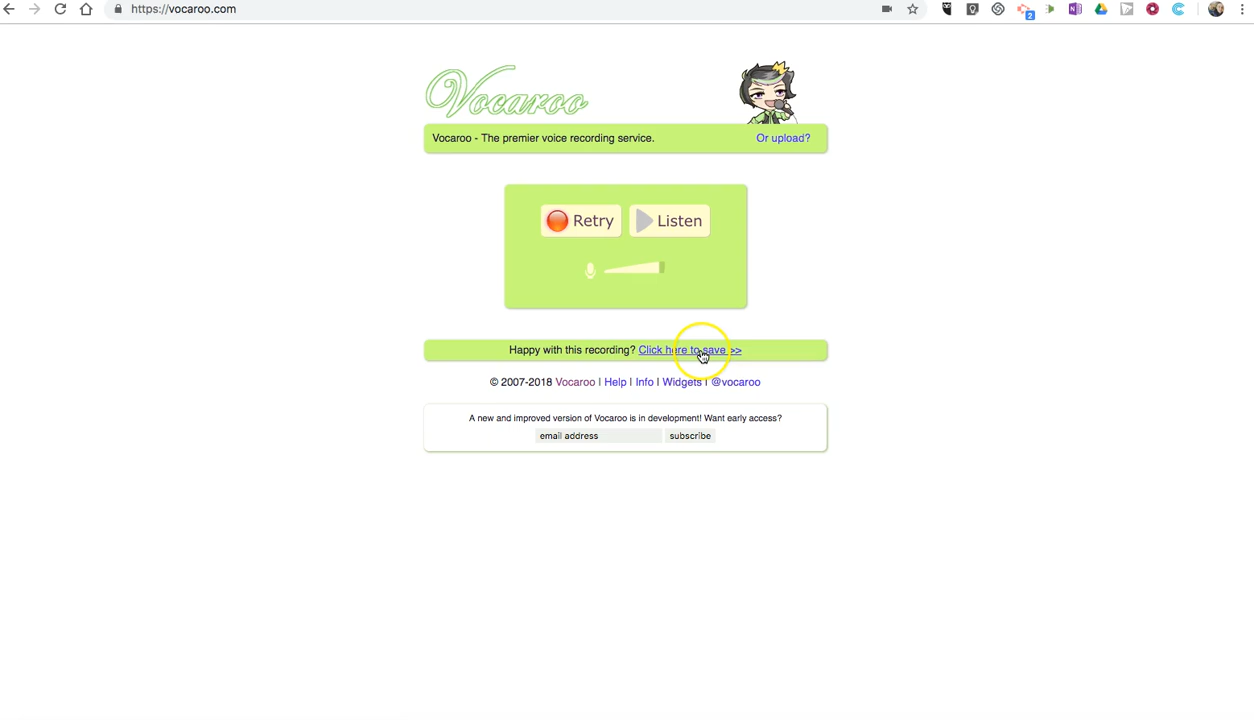 https://vocaroo.com
2
Vocaroo
Vocaroo - The premier voice recording service.
Or upload?
Retry
Listen
Happy with this recording? Click here to save >>
© 2007-2018 Vocaroo | Help | Info | Widgets | @vocaroo
A new and improved version of Vocaroo is in development! Want early access?
email address
subscribe